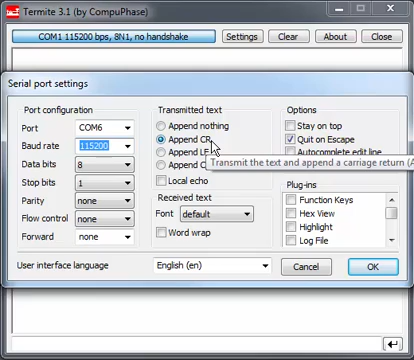 Termite 3.1 (by CompuPhase)
COM1 115200 bps, 8N1, no handshake
Settings
Clear
About
Close
Serial port settings
Port configuration
Port
COM6
Baud rate
115200
Data bits
8
Stop bits
1
Parity
none
Flow control
none
Forward
none
Transmitted text
Append nothing
Append CR
Append LF
Append C
Transmit the text and append a carriage return (A
Local echo
Received text
Font
default
Word wrap
Options
Stay on top
Quit on Escape
Autocomplete edit line
Plug-ins
Function Keys
Hex View
Highlight
Log File
User interface language
English (en)
Cancel
OK